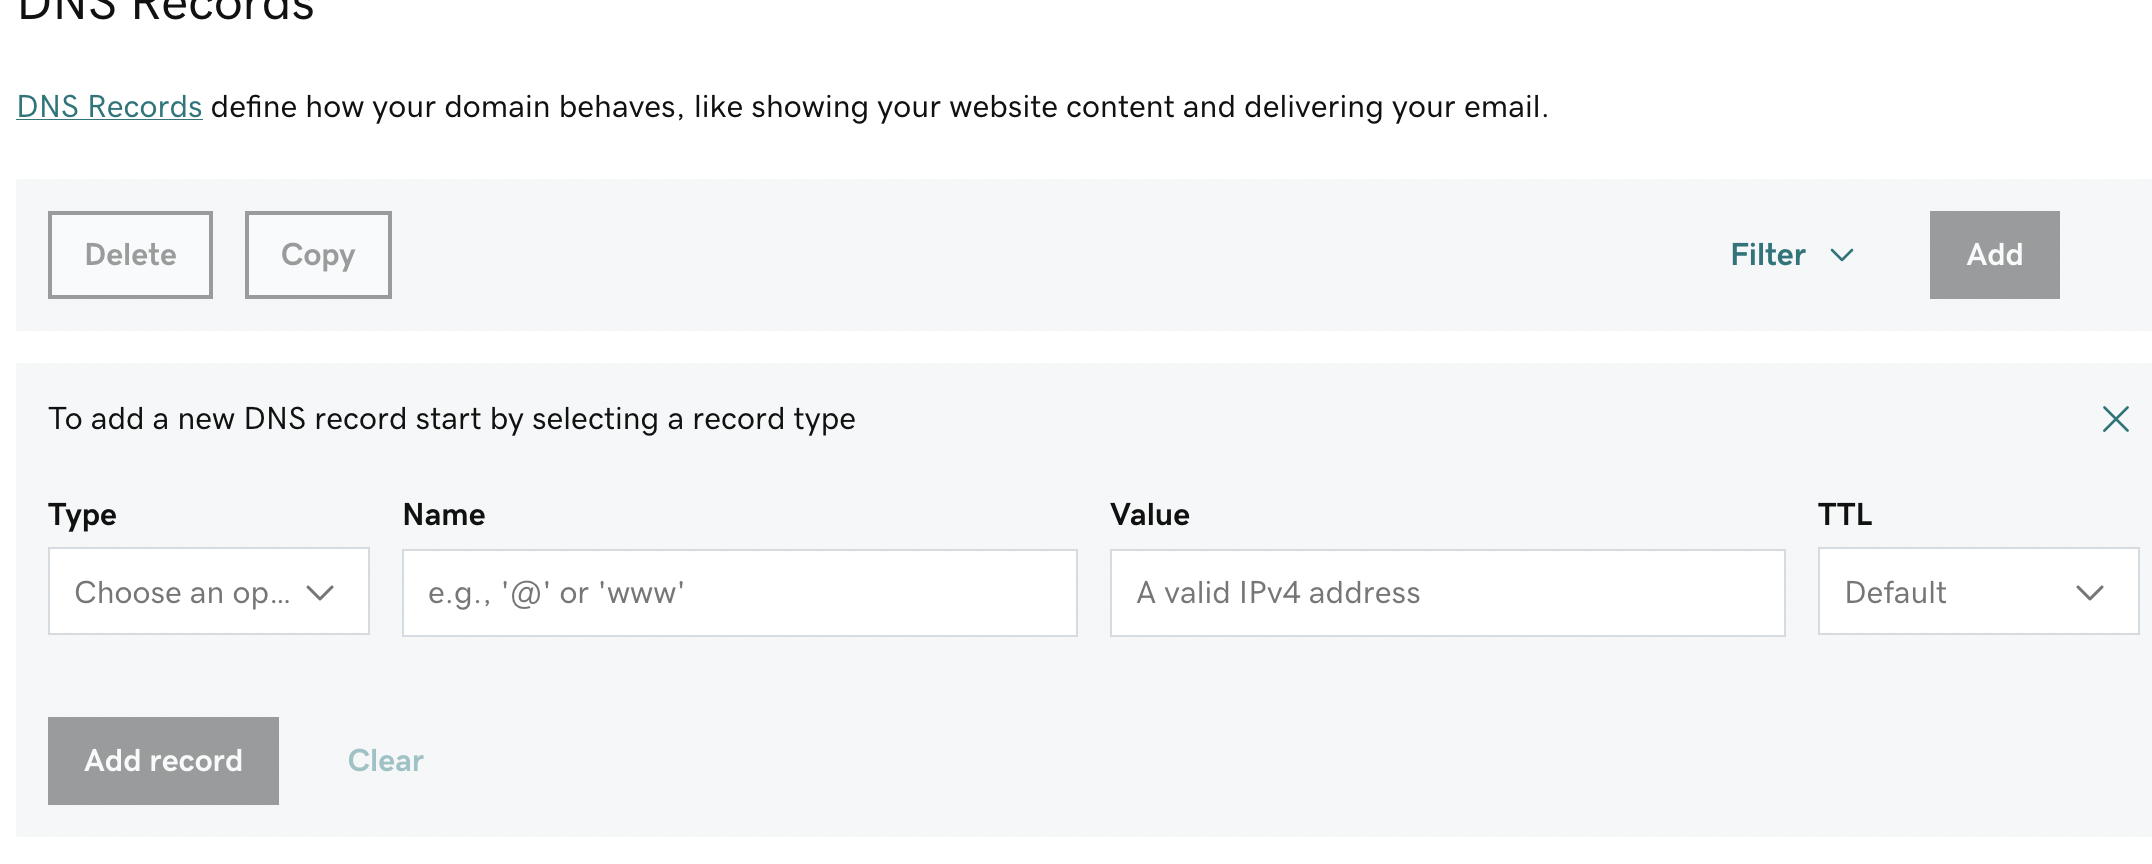 DNS Records
DNS Records define how your domain behaves, like showing your website content and delivering your email.
Delete Copy Filter Add
To add a new DNS record start by selecting a record type
Type Name Value TTL
Choose an op... e.g., '@' or 'www' A valid IPv4 address Default
Add record Clear